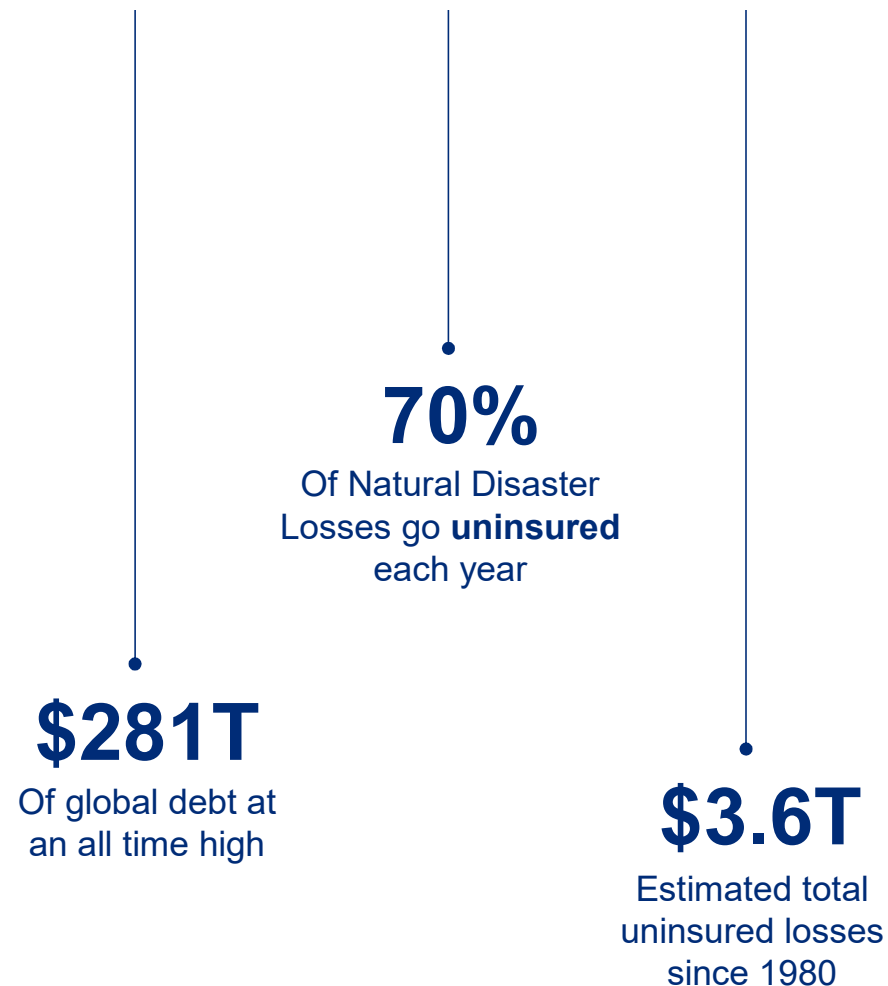 70%
Of Natural Disaster
Losses go uninsured
each year
$281T
Of global debt at
an all time high
$3.6T
Estimated total
uninsured losses
since 1980